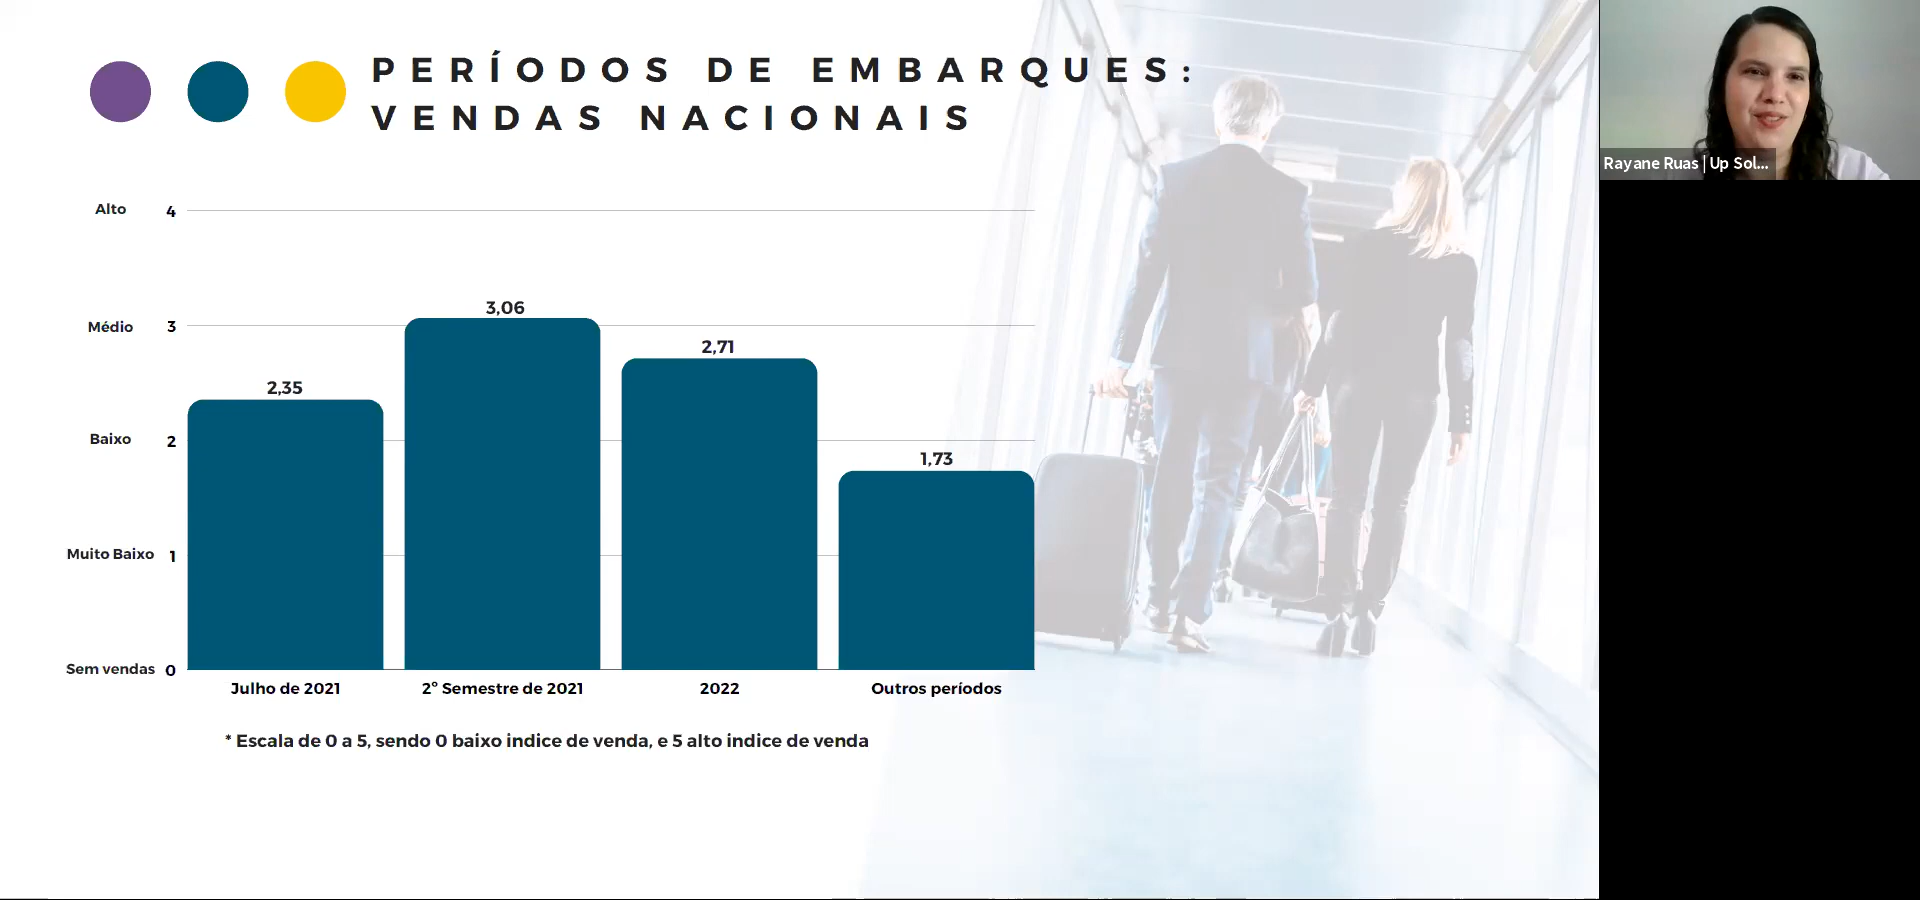 PERÍODOS DE EMBARQUES:
VENDAS NACIONAIS
Rayane Ruas | Up Sol...
Alto 4
Médio 3
Baixo 2
Muito Baixo 1
Sem vendas 0
2,35
3,06
2,71
1,73
Julho de 2021
2º Semestre de 2021
2022
Outros períodos
* Escala de 0 a 5, sendo 0 baixo indice de venda, e 5 alto indice de venda